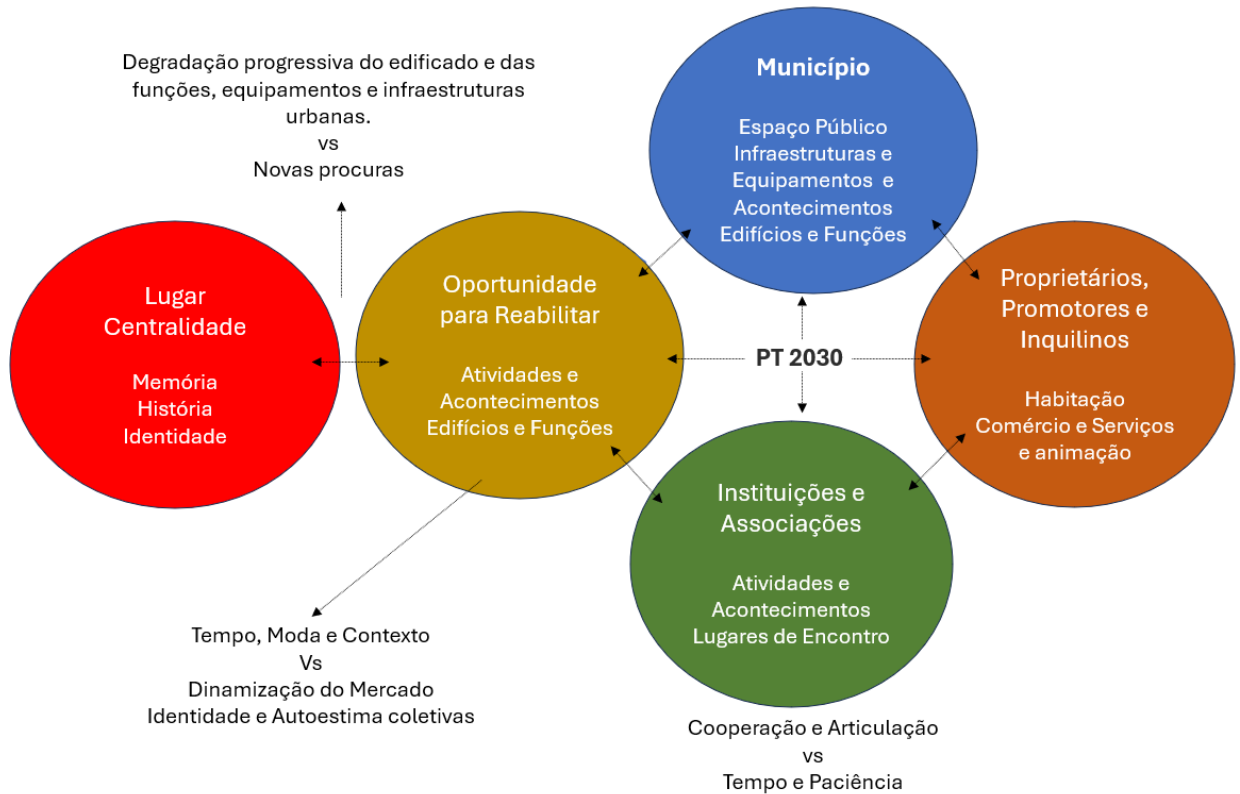 Degradação progressiva do edificado e das
funções, equipamentos e infraestruturas
urbanas.
vs
Novas procuras
Município
Espaço Público
Infraestruturas e
Equipamentos e
Acontecimentos
Edifícios e Funções
Lugar
Centralidade
Memória
História
Identidade
Oportunidade
para Reabilitar
Atividades e
Acontecimentos
Edifícios e Funções
PT 2030
Proprietários,
Promotores e
Inquilinos
Habitação
Comércio e Serviços
e animação
Instituições e
Associações
Atividades e
Acontecimentos
Lugares de Encontro
Tempo, Moda e Contexto
Vs
Dinamização do Mercado
Identidade e Autoestima coletivas
Cooperação e Articulação
vs
Tempo e Paciência